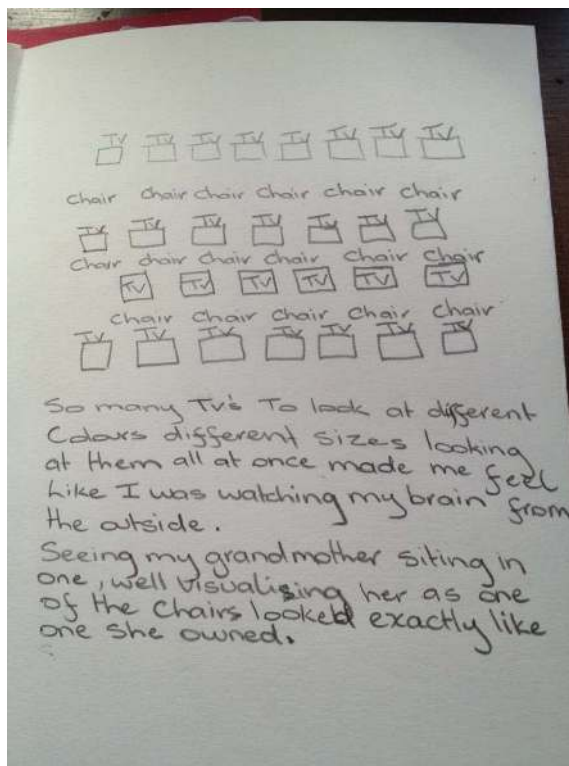 TV TV TV TV TV TV TV TV
chair chair chair chair chair chair
TV TV TV TV TV TV TV
chair chair chair chair chair chair
TV TV TV TV TV TV
chair chair chair chair chair chair
TV TV TV TV TV TV TV
So many TV's To look at different
Colours different sizes looking
at them all at once made me feel
Like I was watching my brain from
the outside.
Seeing my grandmother siting in
one, well visualising her as one
of the chairs looked exactly like
one she owned.